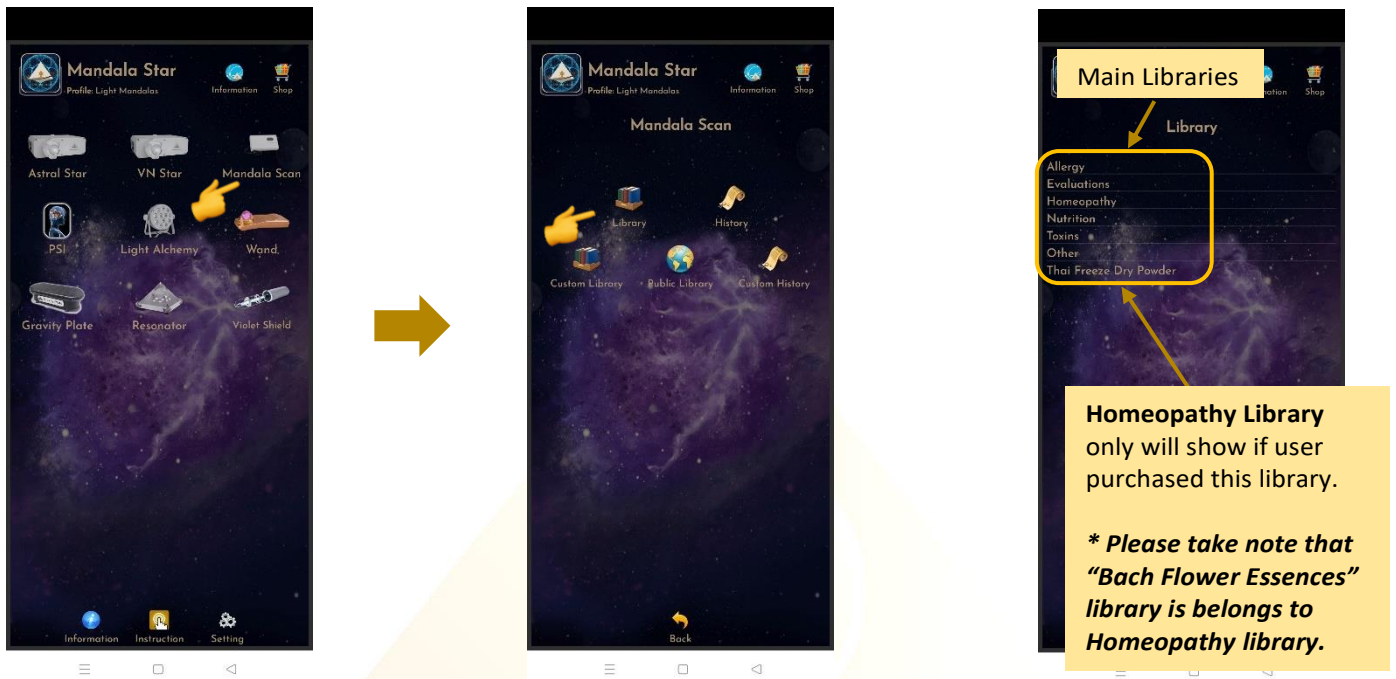 Mandala Star
Profile: Light Mandalas
Information
Shop
Astral Star
VN Star
Mandala Scan
PSI
Light Alchemy
Wand
Gravity Plate
Resonator
Violet Shield
Information
Instruction
Setting
Mandala Star
Profile: Light Mandalas
Information
Shop
Mandala Scan
Library
History
Custom Library
Public Library
Custom History
Back
Main Libraries
Shop
Library
Allergy
Evaluations
Homeopathy
Nutrition
Toxins
Other
Thai Freeze Dry Powder
Homeopathy Library
only will show if user
purchased this library.
* Please take note that
“Bach Flower Essences”
library is belongs to
Homeopathy library.